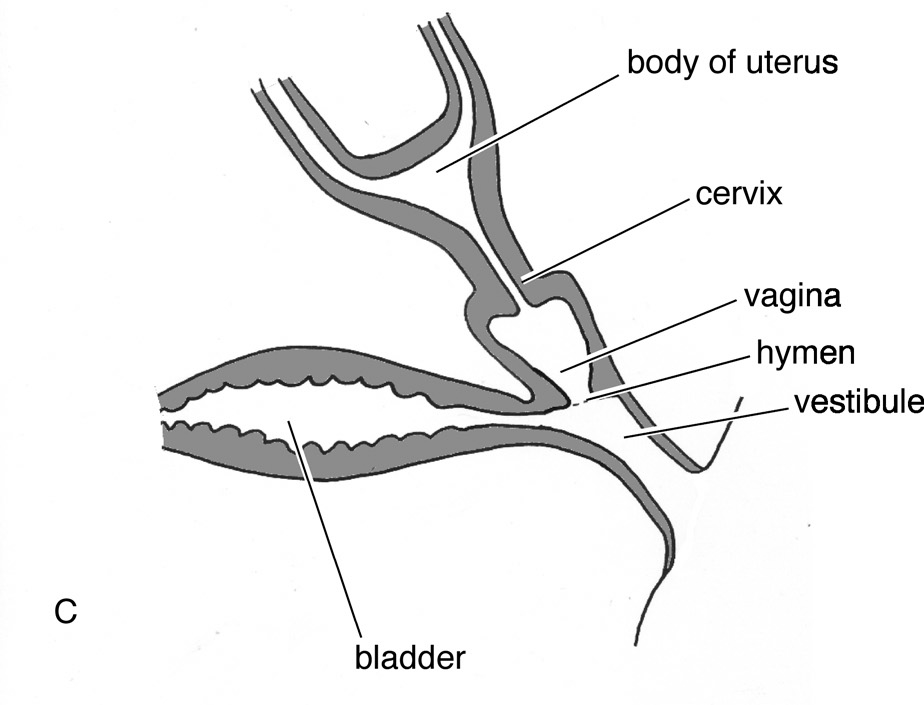 body of uterus
cervix
vagina
hymen
vestibule
C
bladder